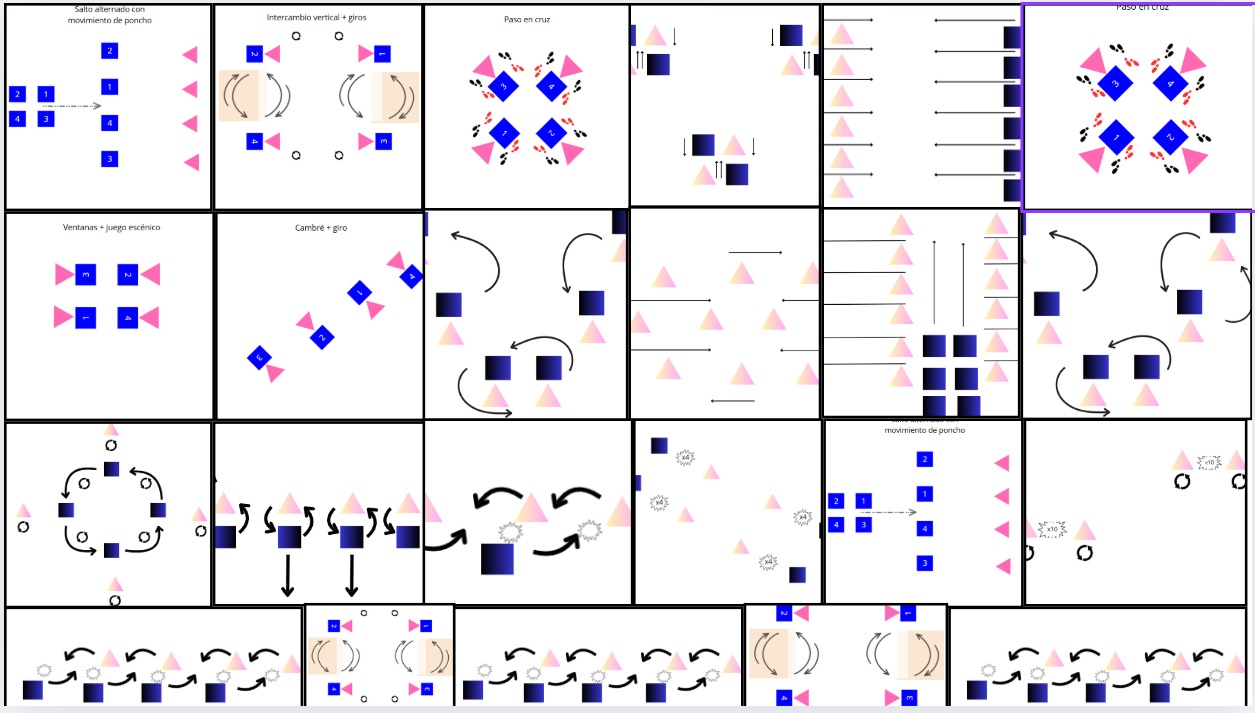 Salto alternado con
movimiento de poncho
2
1
2 1
4 3
4
3
Intercambio vertical + giros
2 1
4 3
Paso en cruz
3 4
1 2
Paso en cruz
3 4
1 2
Ventanas + juego escénico
3 2
1 4
Cambré + giro
4
1
2
3
x4
x4
x4
x4
movimiento de poncho
2
1
2 1
4 3
4
3
x10
x10
2 1
4 3
2 1
4 3